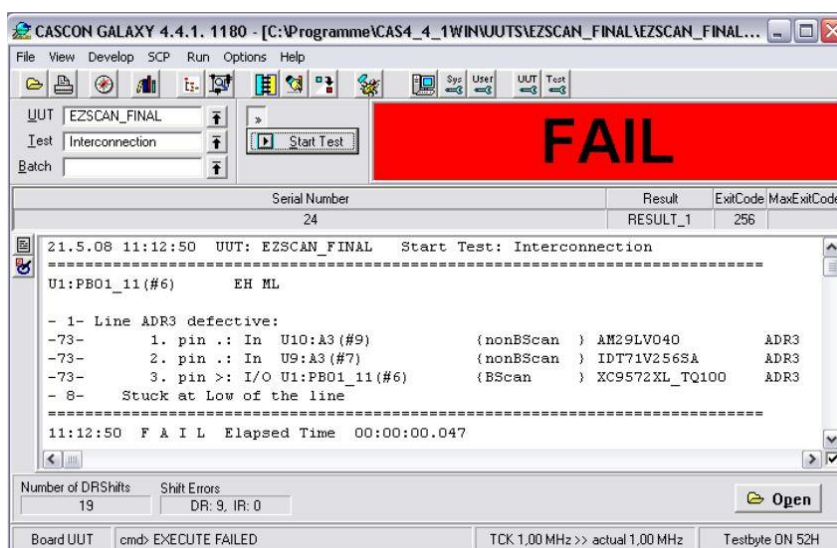 CASCON GALAXY 4.4.1. 1180 - [C:\Programme\CAS4_4_1WIN\UUTS\EZSCAN_FINAL\EZSCAN_FINAL...
File View Develop SCP Run Options Help
Sys User UUT Test
UUT EZSCAN_FINAL
Test Interconnection
Batch
» Start Test
FAIL
Serial Number Result ExitCode MaxExitCode
24 RESULT_1 256
21.5.08 11:12:50 UUT: EZSCAN_FINAL Start Test: Interconnection
================================================================================
U1:PB01_11(#6) EH ML
- 1- Line ADR3 defective:
-73- 1. pin .: In U10:A3(#9) (nonBScan ) AM29LV040 ADR3
-73- 2. pin .: In U9:A3(#7) (nonBScan ) IDT71V256SA ADR3
-73- 3. pin >: I/O U1:PB01_11(#6) (BScan ) XC9572XL_TQ100 ADR3
- 8- Stuck at Low of the line
================================================================================
11:12:50 F A I L Elapsed Time 00:00:00.047
Number of DRShifts Shift Errors
19 DR: 9, IR: 0
Open
Board UUT cmd> EXECUTE FAILED TCK 1,00 MHz >> actual 1,00 MHz Testbyte ON 52H